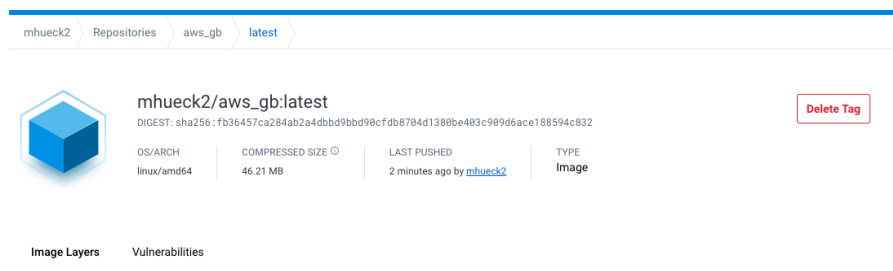 mhueck2 Repositories aws_gb latest
mhueck2/aws_gb:latest
Delete Tag
DIGEST: sha256:fb36457ca284ab2a4dbbd9bbd90cfdb8704d1380be403c909d6ace188594c832
OS/ARCH COMPRESSED SIZE LAST PUSHED TYPE
linux/amd64 46.21 MB 2 minutes ago by mhueck2 Image
Image Layers Vulnerabilities